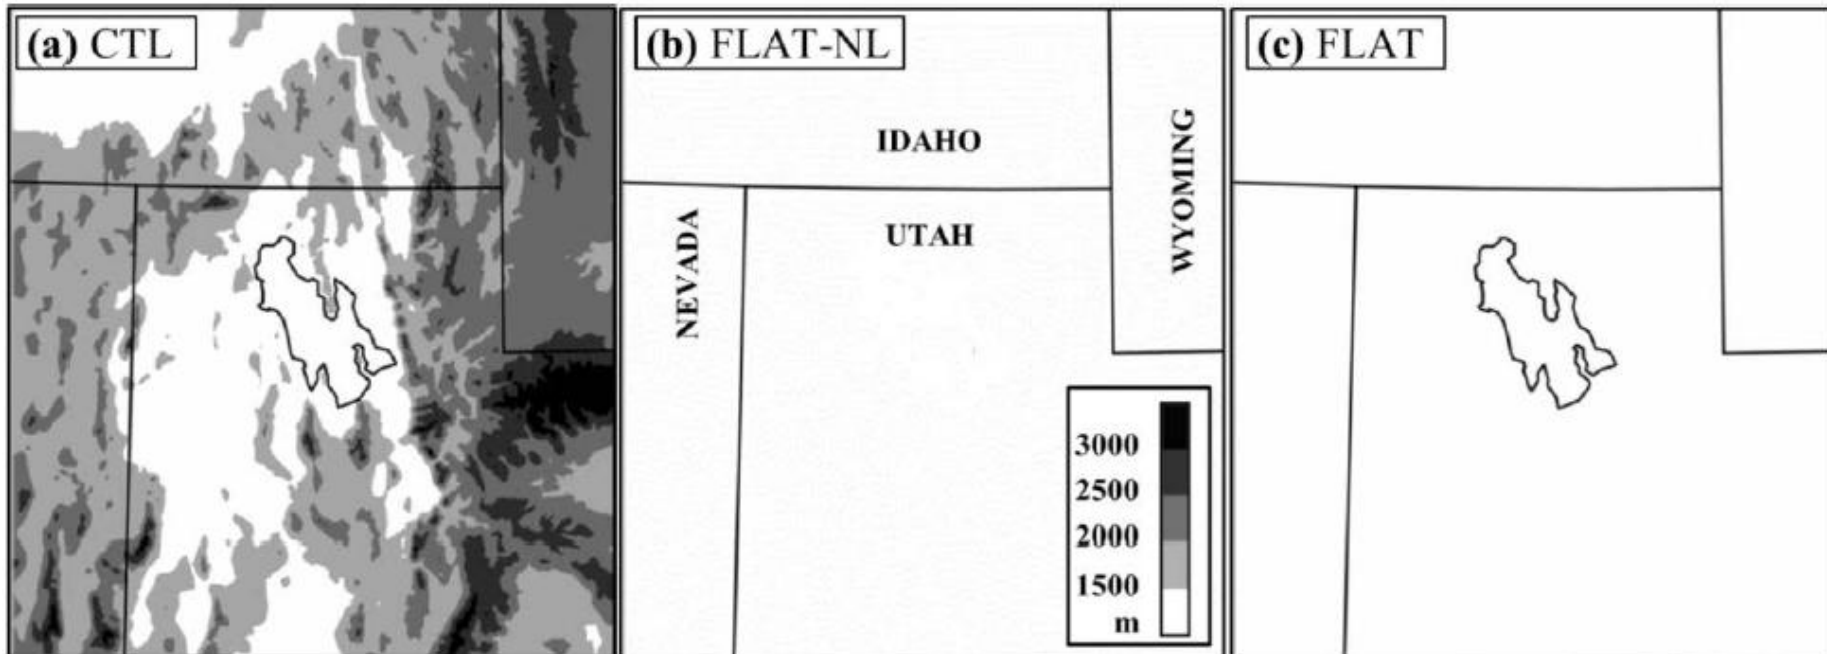 (a) CTL
(b) FLAT-NL
(c) FLAT
IDAHO
WYOMING
NEVADA
UTAH
3000
2500
2000
1500
m